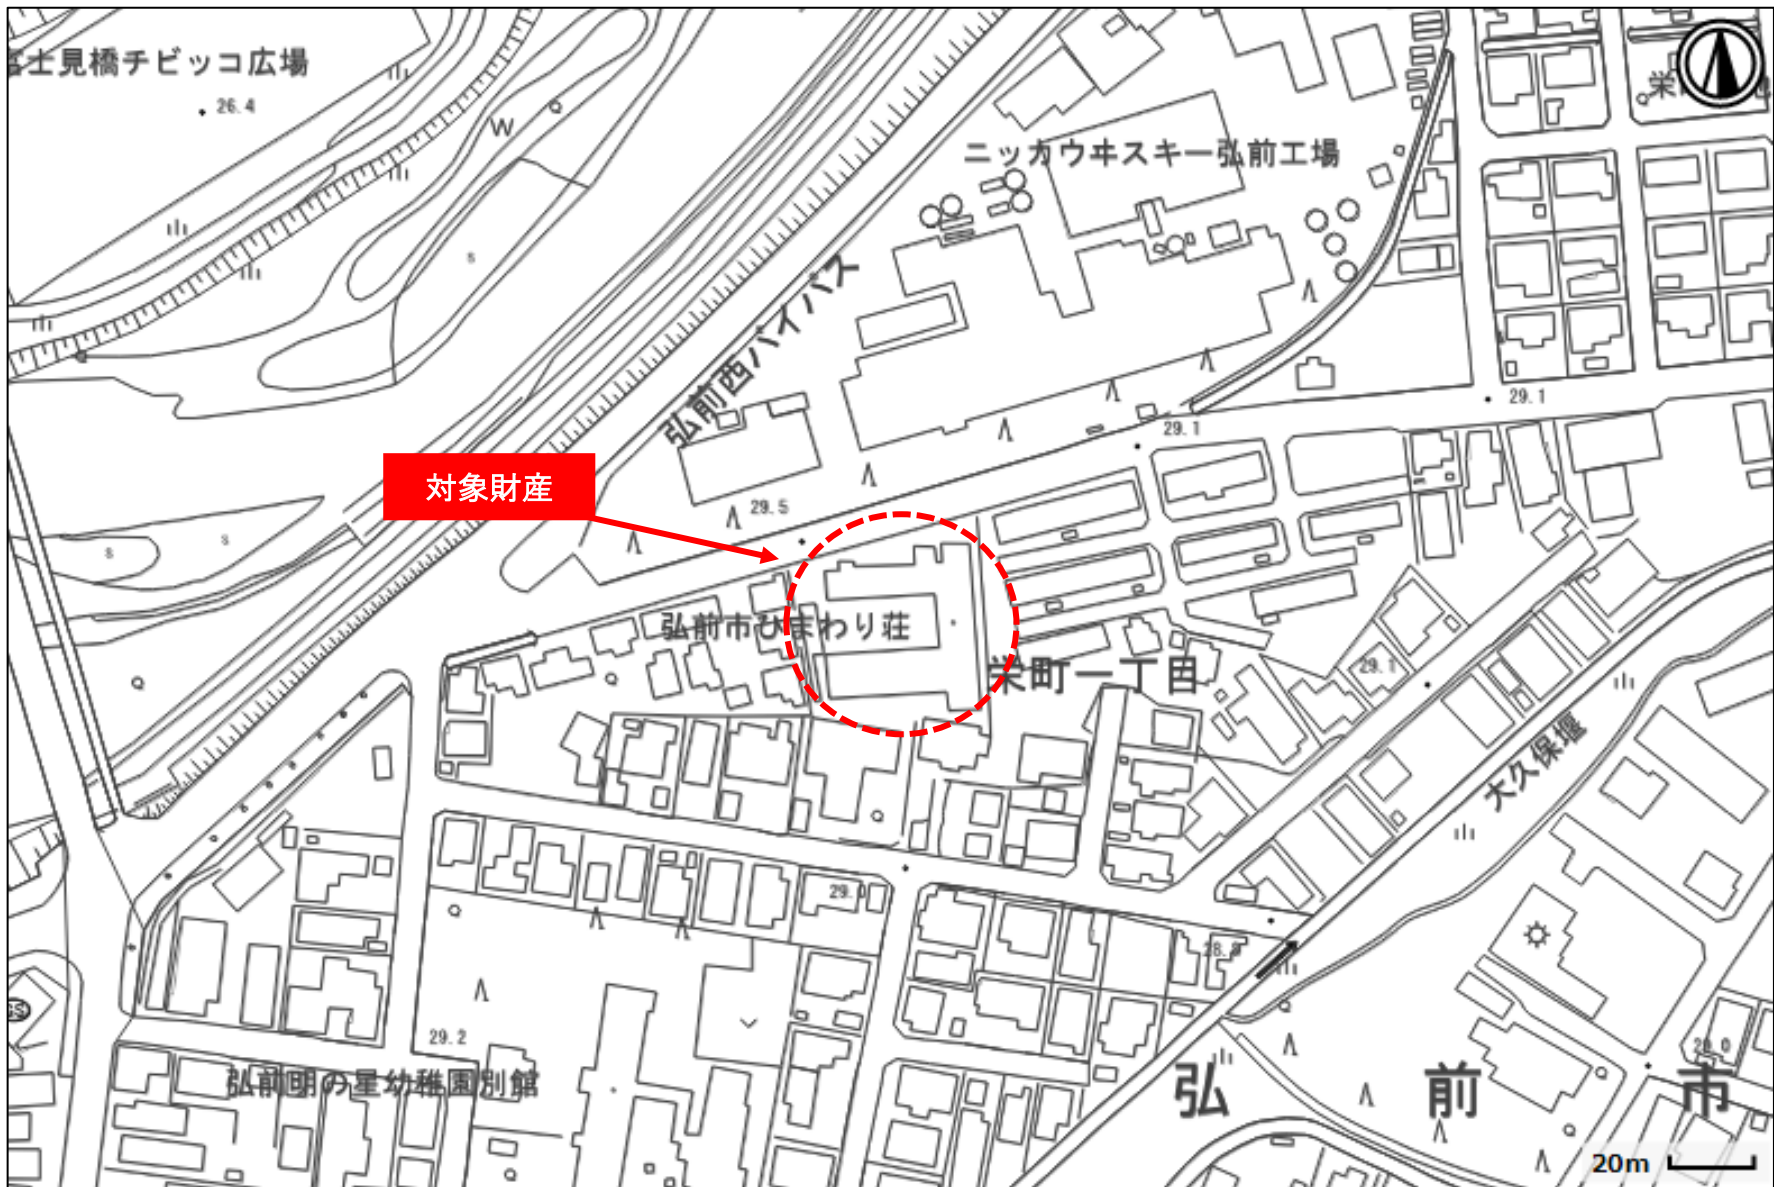 富士見橋チビッコ広場
26.4
W
ニッカウヰスキー弘前工場
弘前西バイパス
s
29.1
29.1
対象財産
29.5
s
s
弘前市ひまわり荘
栄町一丁目
29.1
大久保堰
29.0
28.8
GS
29.2
弘前明の星幼稚園別館
29.0
弘前市
20m